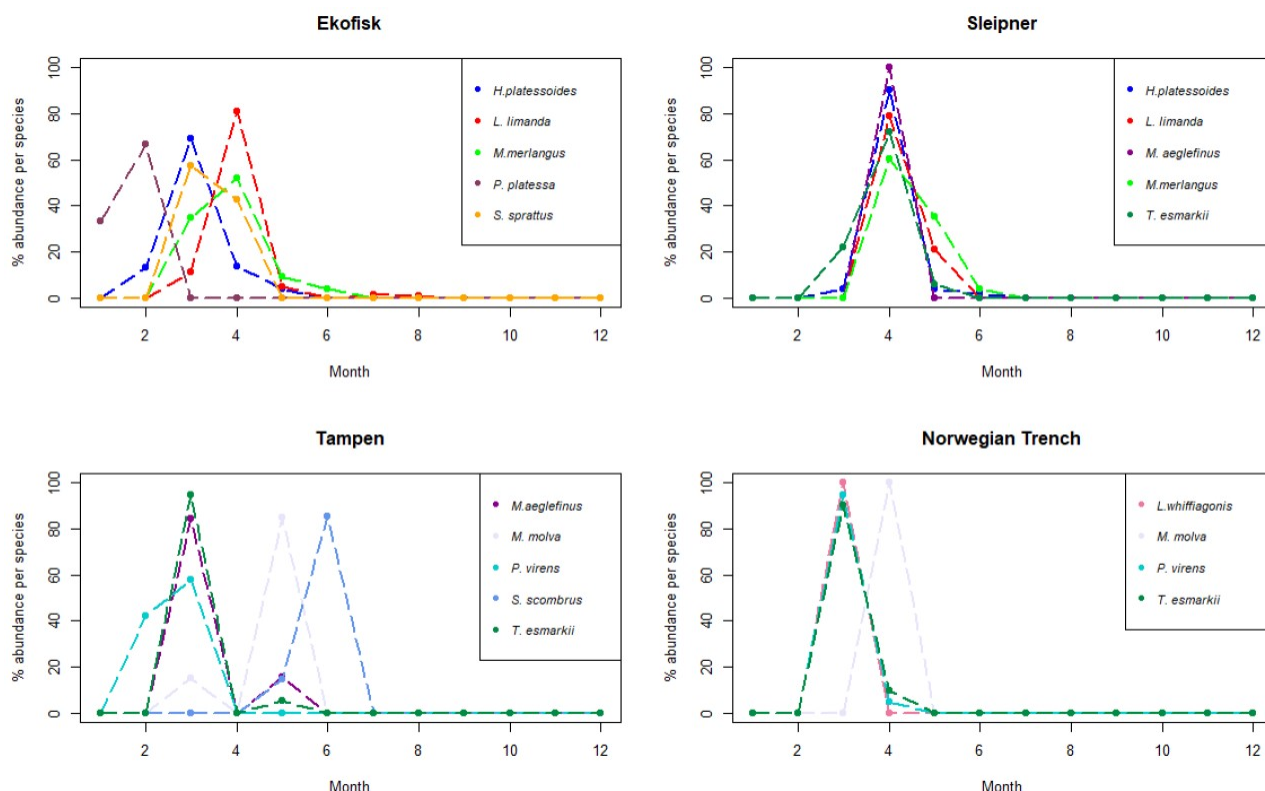 Ekofisk
% abundance per species
100
80
60
40
20
0
H.platessoides
L. limanda
M.merlangus
P. platessa
S. sprattus
2 4 6 8 10 12
Month
Sleipner
% abundance per species
100
80
60
40
20
0
H.platessoides
L. limanda
M. aeglefinus
M.merlangus
T. esmarkii
2 4 6 8 10 12
Month
Tampen
% abundance per species
100
80
60
40
20
0
M.aeglefinus
M. molva
P. virens
S. scombrus
T. esmarkii
2 4 6 8 10 12
Month
Norwegian Trench
% abundance per species
100
80
60
40
20
0
L.whiffiagonis
M. molva
P. virens
T. esmarkii
2 4 6 8 10 12
Month